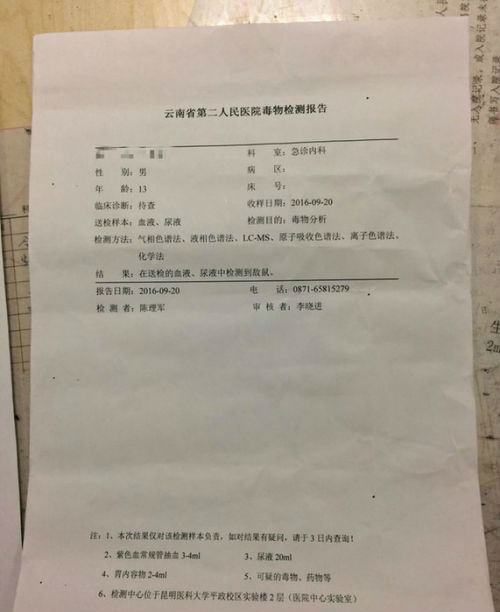 云南省第二人民医院毒物检测报告
科 室：急诊内科
性 别：男 病 区：
年 龄：13 床 号：
临床诊断：待查 收样日期：2016-09-20
送检样本：血液、尿液 检测目的：毒物分析
检测方法：气相色谱法、液相色谱法、LC-MS、原子吸收色谱法、离子色谱法、
化学法
结 果：在送检的血液、尿液中检测到敌鼠。
报告日期：2016-09-20 电 话：0871-65815279
检 测 者：陈理军 审 核 者：李晓进
注：1、本次结果仅对该检测样本负责，如对结果有疑问，请于3日内查询！
2、紫色血常规管抽血 3-4ml 3、尿液 20ml
4、胃内容物 2-4ml 5、可疑的毒物、药物等
6、检测中心位于昆明医科大学平政校区实验楼 2 层（医院中心实验室）